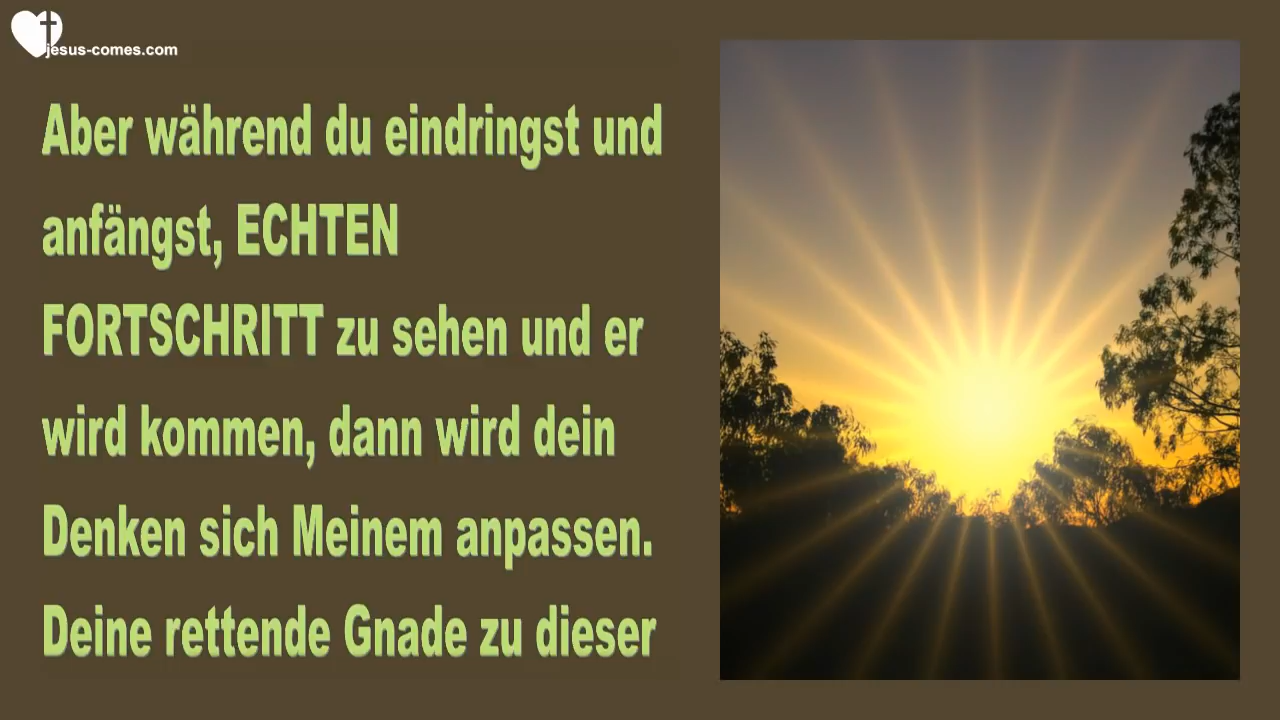 jesus-comes.com
Aber während du eindringst und
anfängst, ECHTEN
FORTSCHRITT zu sehen und er
wird kommen, dann wird dein
Denken sich Meinem anpassen.
Deine rettende Gnade zu dieser